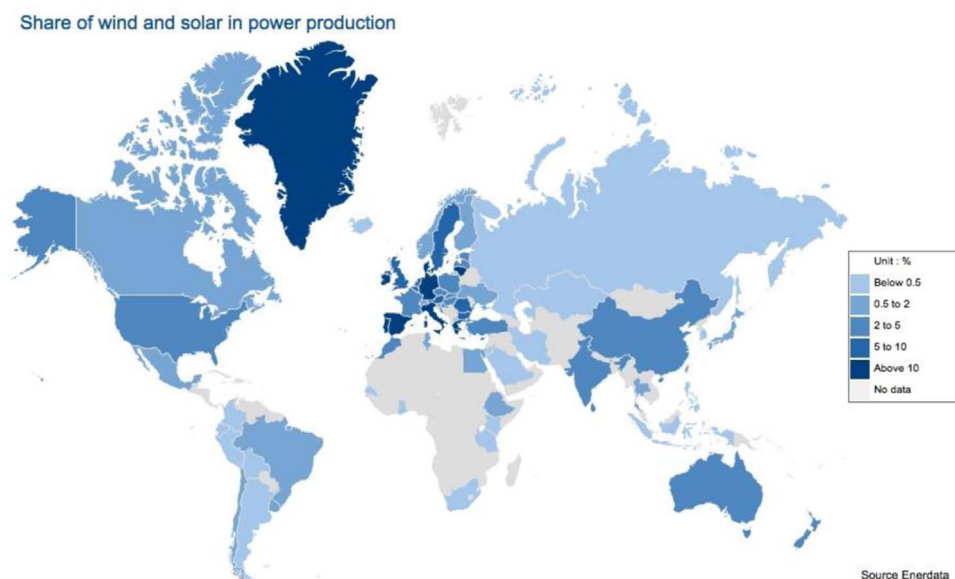 Share of wind and solar in power production
Unit : %
Below 0.5
0.5 to 2
2 to 5
5 to 10
Above 10
No data
Source Enerdata